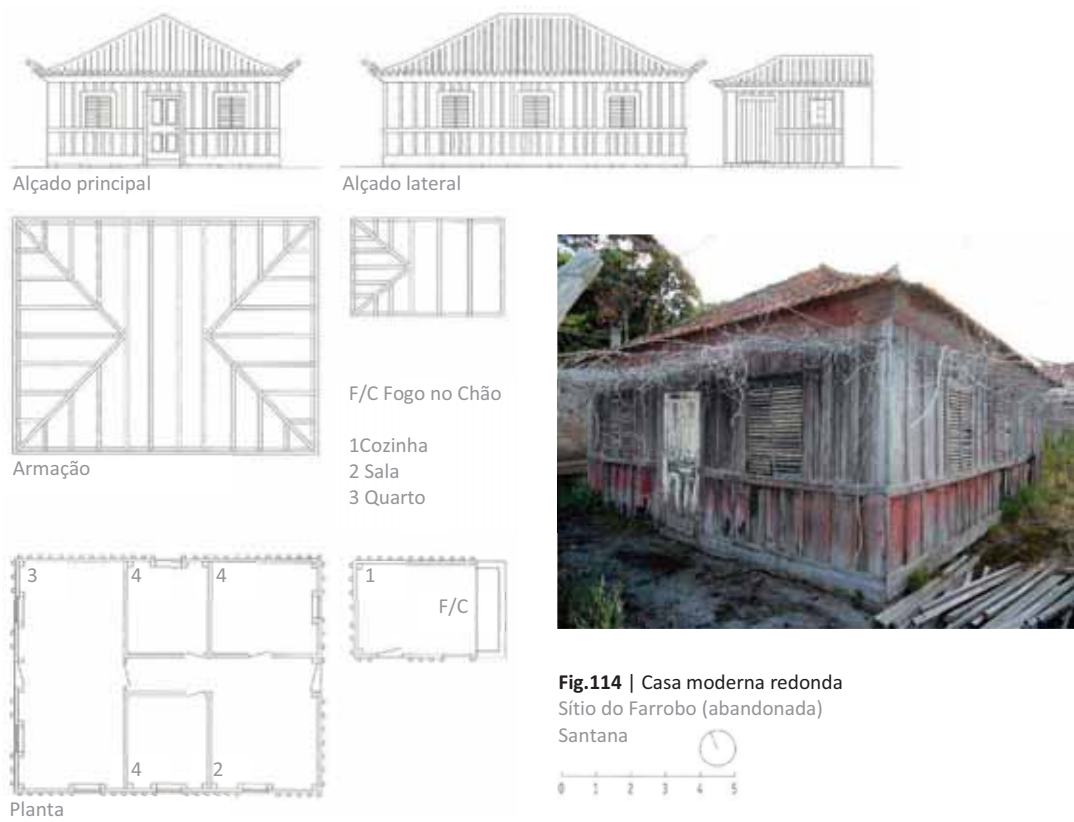 Alçado principal
Alçado lateral
Armação
F/C Fogo no Chão
1Cozinha
2 Sala
3 Quarto
3
4
4
4
2
1
F/C
Planta
Fig.114 | Casa moderna redonda
Sítio do Farrobo (abandonada)
Santana
0 1 2 3 4 5